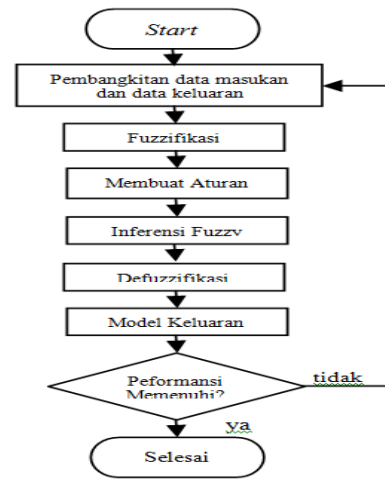 Start
Pembangkitan data masukan
dan data keluaran
Fuzzifikasi
Membuat Aturan
Inferensi Fuzzy
Defuzzifikasi
Model Keluaran
Peformansi
Memenuhi?
tidak
ya
Selesai